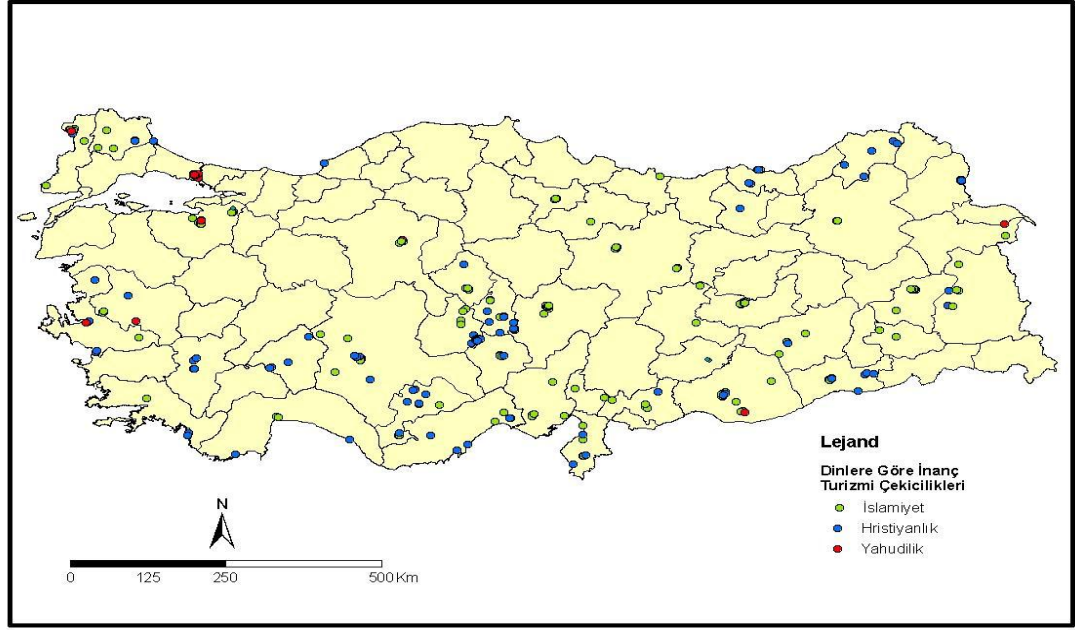 Lejand
Dinlere Göre İnanç
Turizmi Çekicilikleri
İslamiyet
Hristiyanlık
Yahudilik
N
0 125 250 500 Km